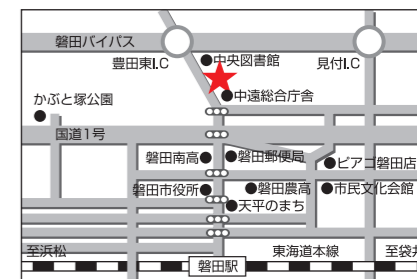 磐田バイパス
●中央図書館
豊田東I.C
見付I.C
●中遠総合庁舎
かぶと塚公園
国道1号
磐田南高●
●磐田郵便局
●ピアゴ磐田店
磐田市役所●
●磐田農高
●市民文化会館
●天平のまち
至浜松
東海道本線
至袋井
磐田駅